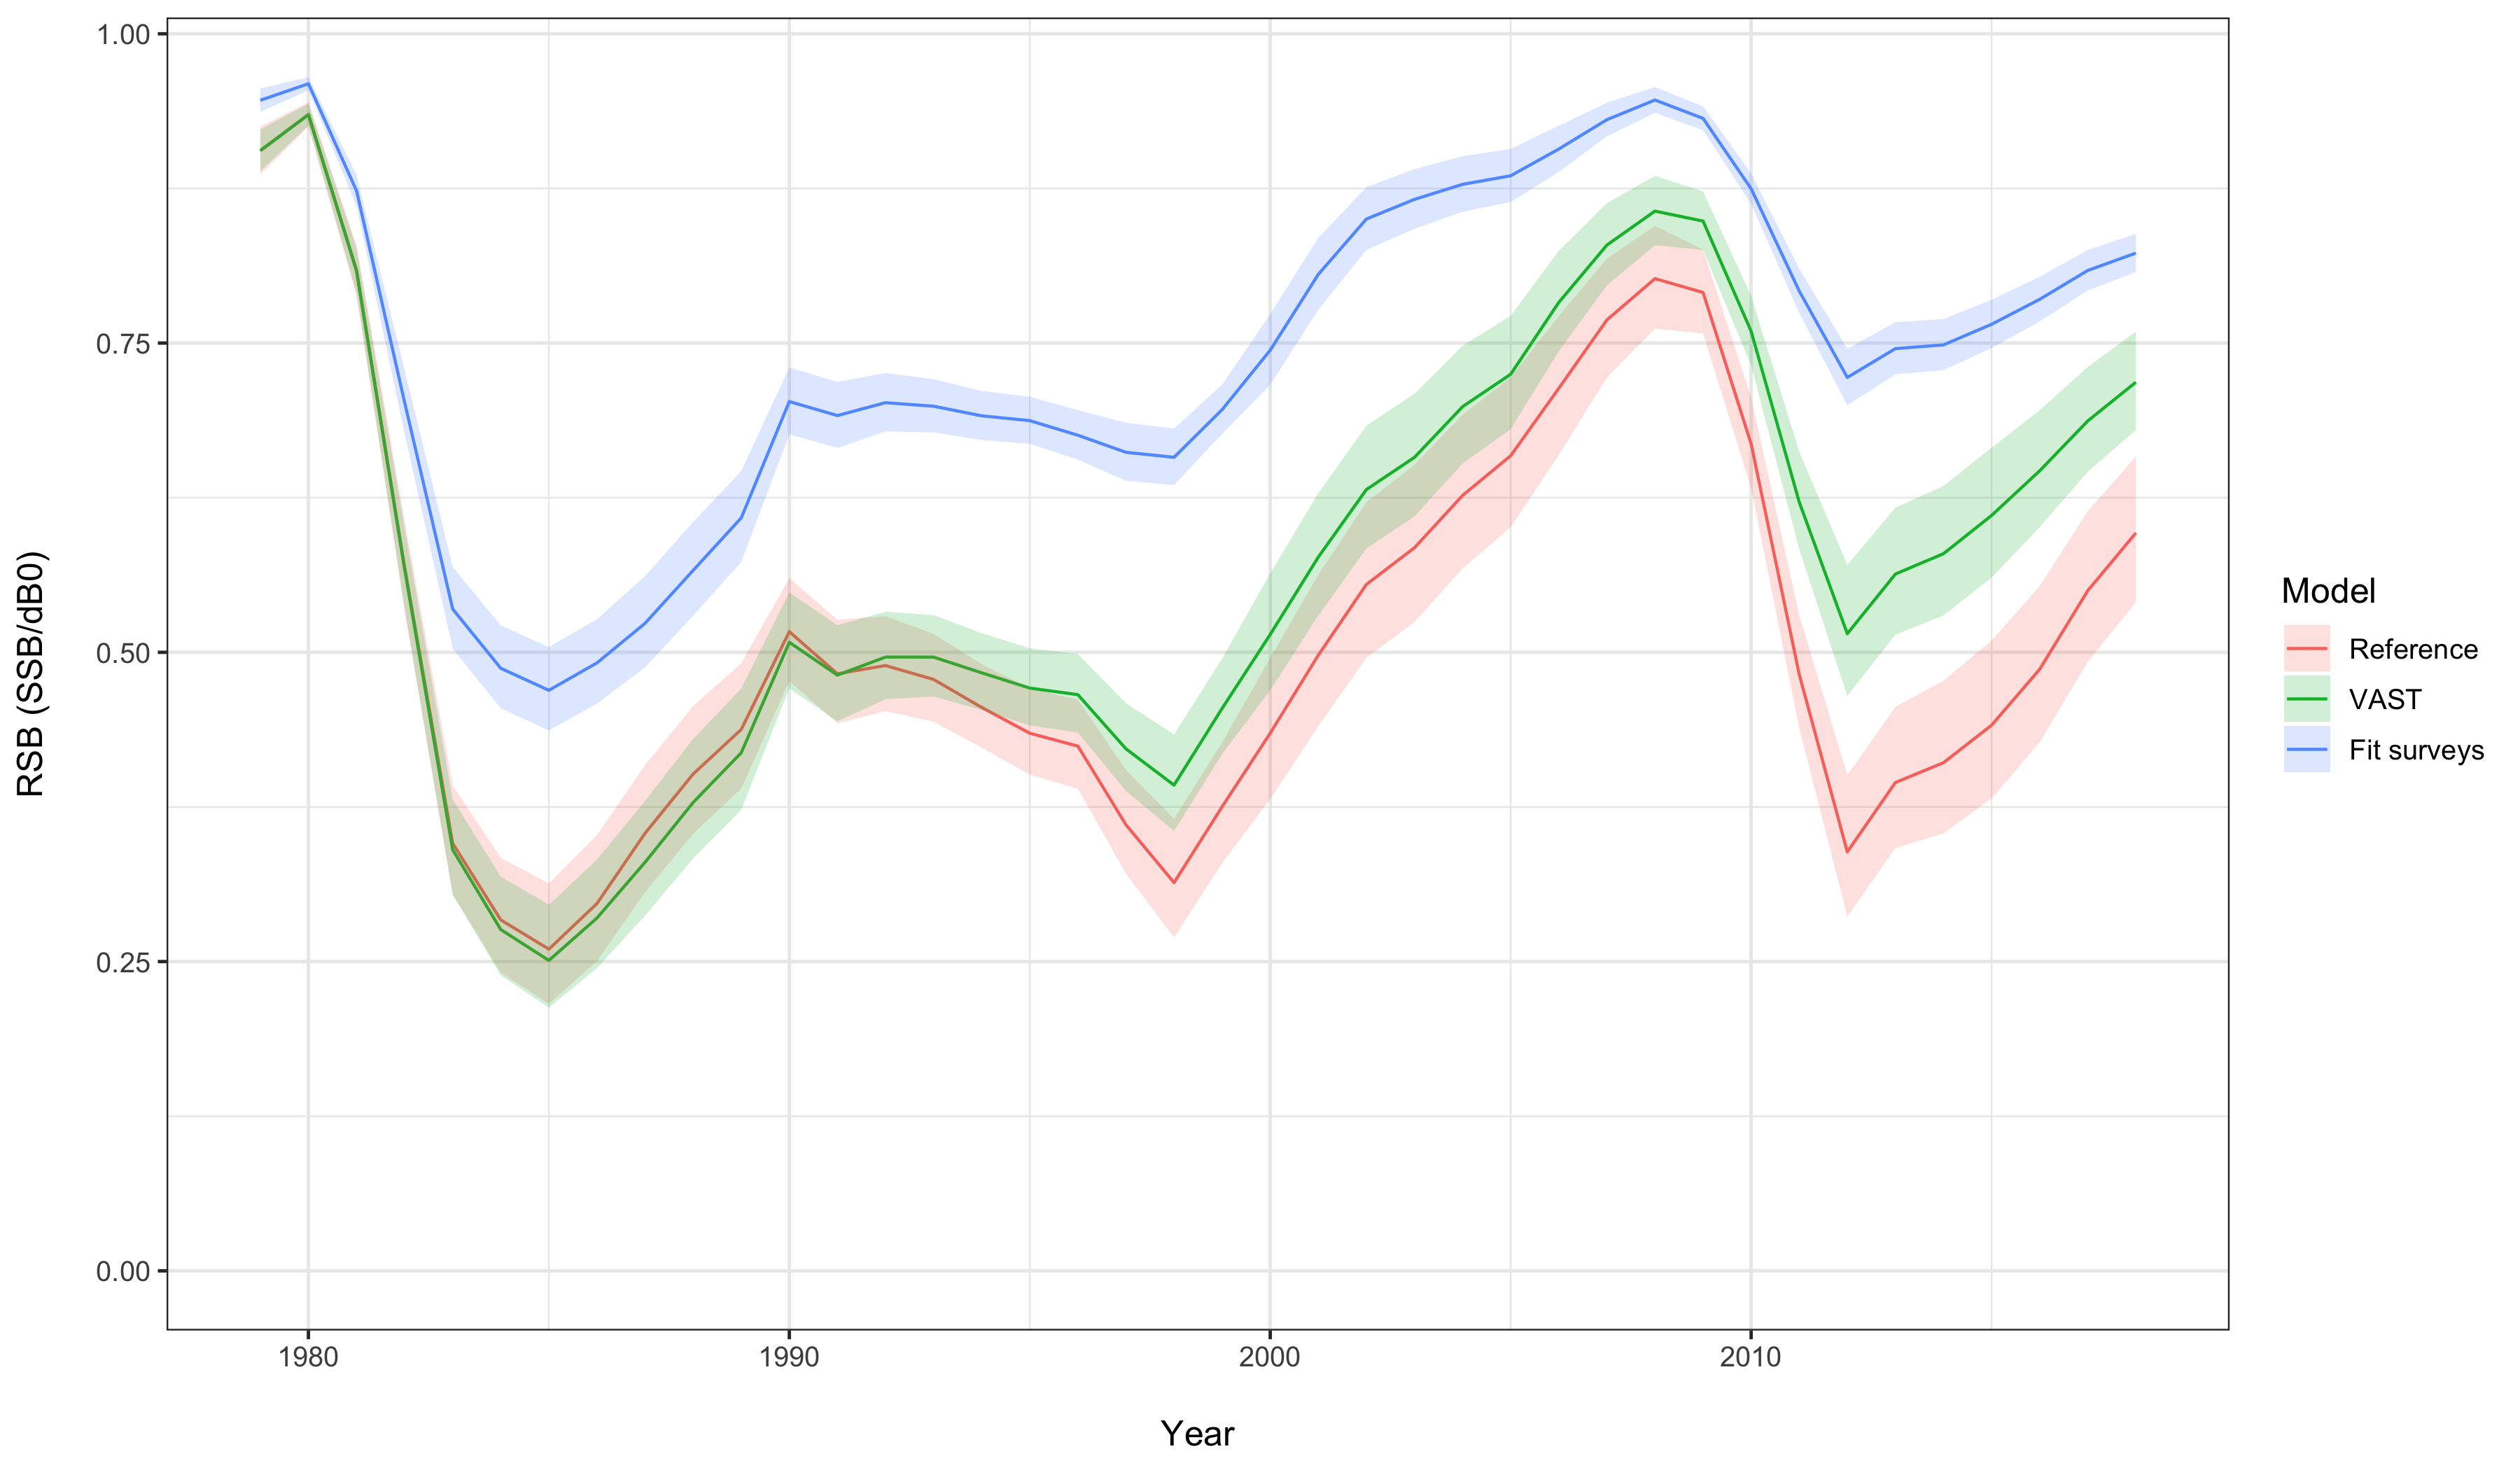 1.00
0.75
0.50
0.25
0.00
RSB (SSB/dB0)
1980 1990 2000 2010
Year
Model
Reference
VAST
Fit surveys